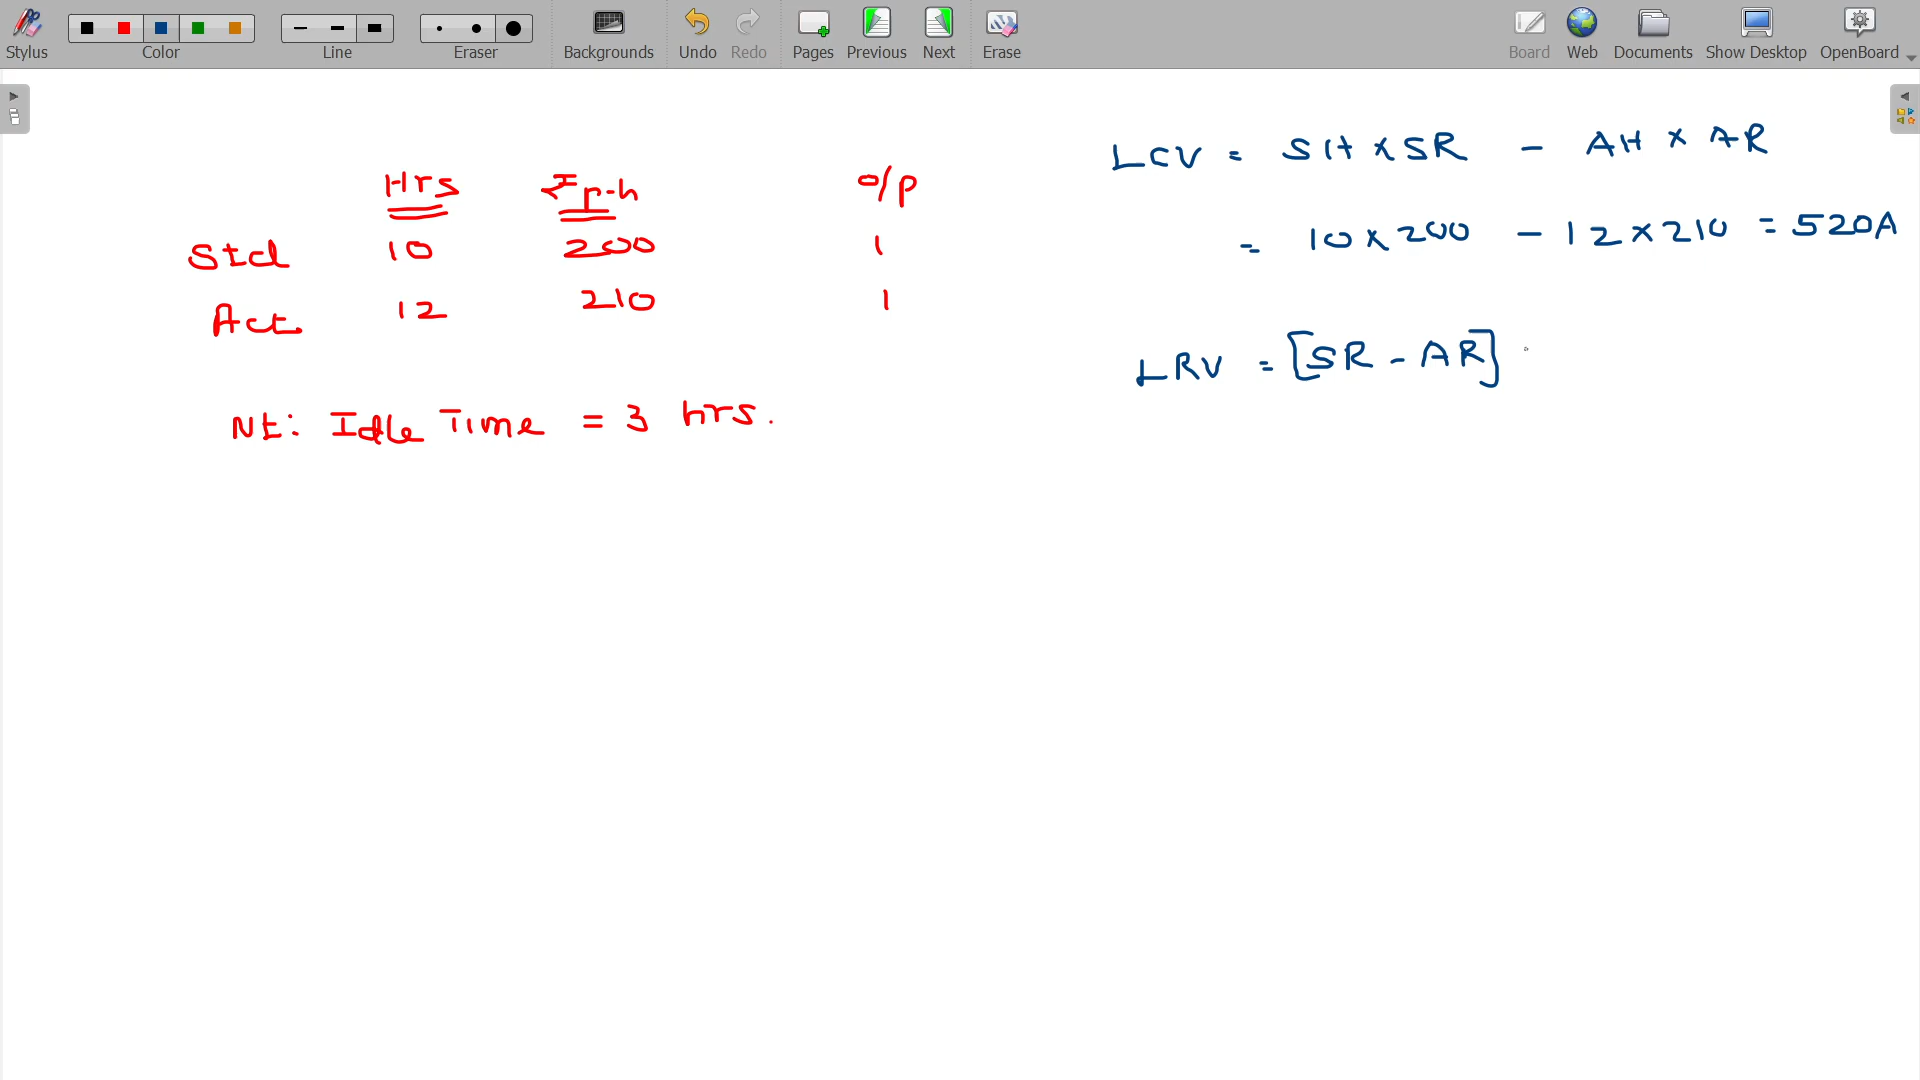 Stylus Color Line Eraser Backgrounds Undo Redo Pages Previous Next Erase Board Web Documents Show Desktop OpenBoard
Hrs ₹ p.h o/p
Std 10 200 1
Act. 12 210 1
Nt: Idle Time = 3 hrs.
LCV = SH × SR - AH × AR
= 10 × 200 - 12 × 210 = 520A
LRV = [SR - AR]